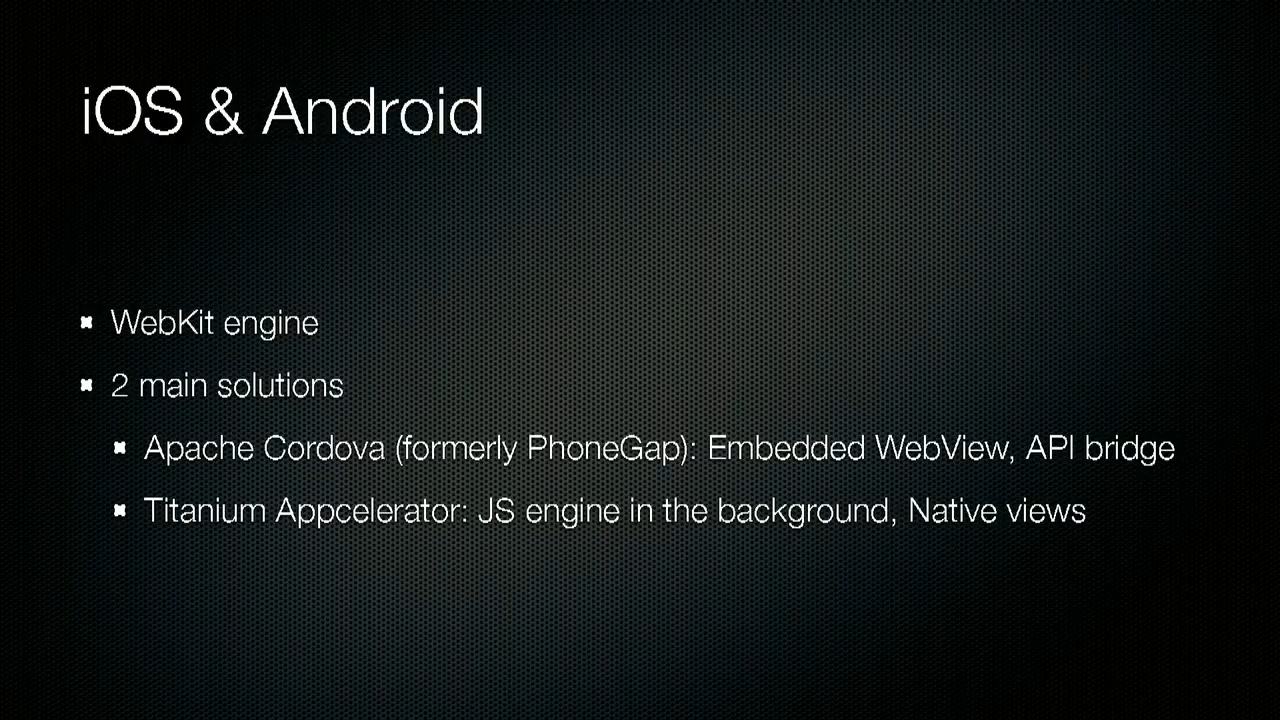 iOS & Android
WebKit engine
2 main solutions
Apache Cordova (formerly PhoneGap): Embedded WebView, API bridge
Titanium Appcelerator: JS engine in the background, Native views